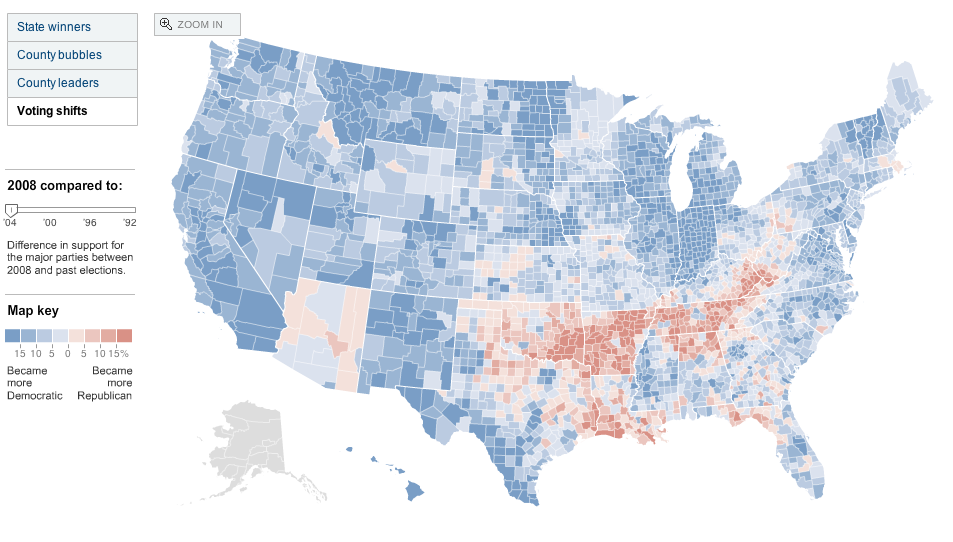 State winners
County bubbles
County leaders
Voting shifts
ZOOM IN
2008 compared to:
'04 '00 '96 '92
Difference in support for
the major parties between
2008 and past elections.
Map key
15 10 5 0 5 10 15%
Became Became
more more
Democratic Republican